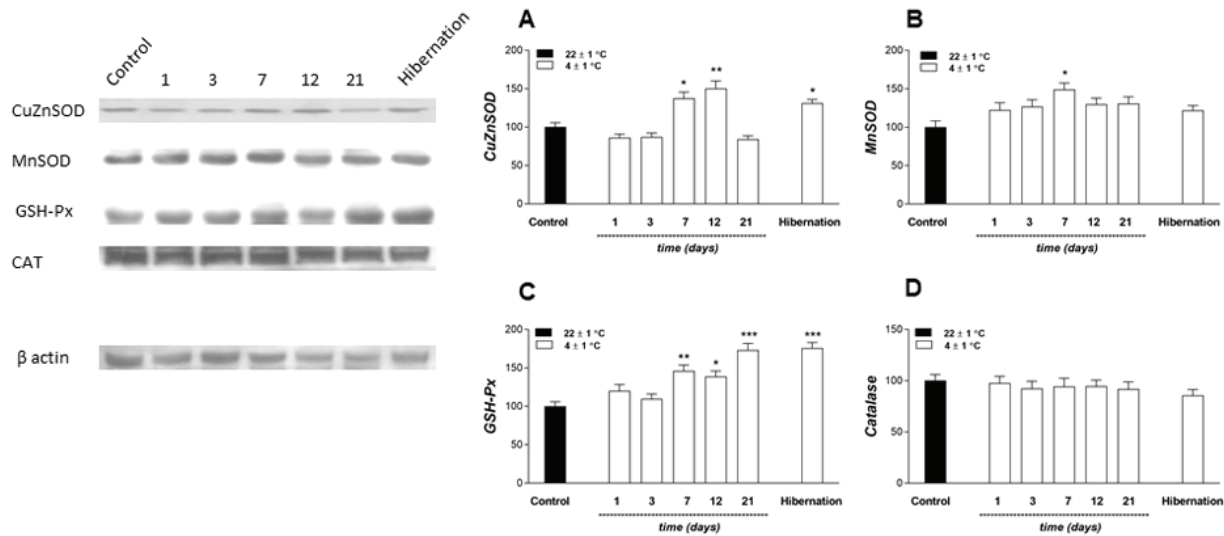 Control 1 3 7 12 21 Hibernation
CuZnSOD
MnSOD
GSH-Px
CAT
β actin
A
22 ± 1 °C
4 ± 1 °C
CuZnSOD
200
150
100
50
0
* ** *
Control 1 3 7 12 21 Hibernation
time (days)
B
22 ± 1 °C
4 ± 1 °C
MnSOD
200
150
100
50
0
*
Control 1 3 7 12 21 Hibernation
time (days)
C
22 ± 1 °C
4 ± 1 °C
GSH-Px
200
150
100
50
0
** * *** ***
Control 1 3 7 12 21 Hibernation
time (days)
D
22 ± 1 °C
4 ± 1 °C
Catalase
150
100
50
0
Control 1 3 7 12 21 Hibernation
time (days)